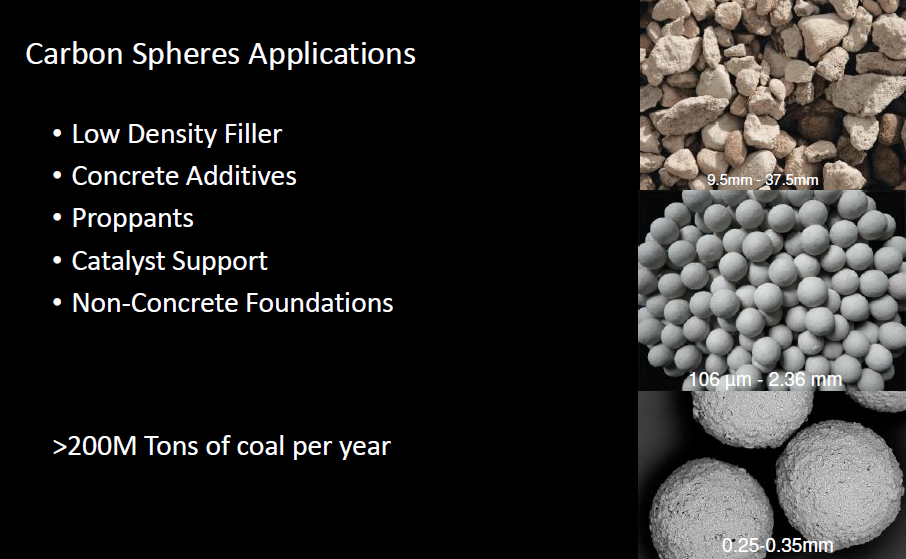 Carbon Spheres Applications
• Low Density Filler
• Concrete Additives
• Proppants
• Catalyst Support
• Non-Concrete Foundations
>200M Tons of coal per year
9.5mm - 37.5mm
106 µm - 2.36 mm
0.25-0.35mm